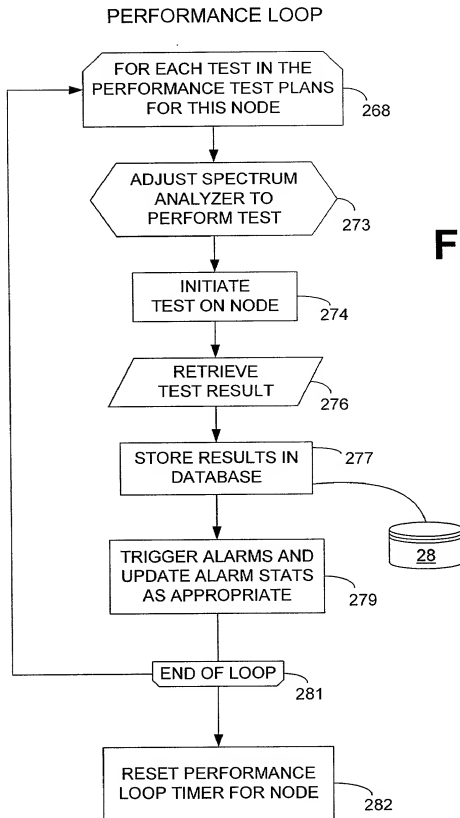 PERFORMANCE LOOP
FOR EACH TEST IN THE
PERFORMANCE TEST PLANS
FOR THIS NODE
268
ADJUST SPECTRUM
ANALYZER TO
PERFORM TEST
273
F
INITIATE
TEST ON NODE
274
RETRIEVE
TEST RESULT
276
STORE RESULTS IN
DATABASE
277
28
TRIGGER ALARMS AND
UPDATE ALARM STATS
AS APPROPRIATE
279
END OF LOOP
281
RESET PERFORMANCE
LOOP TIMER FOR NODE
282